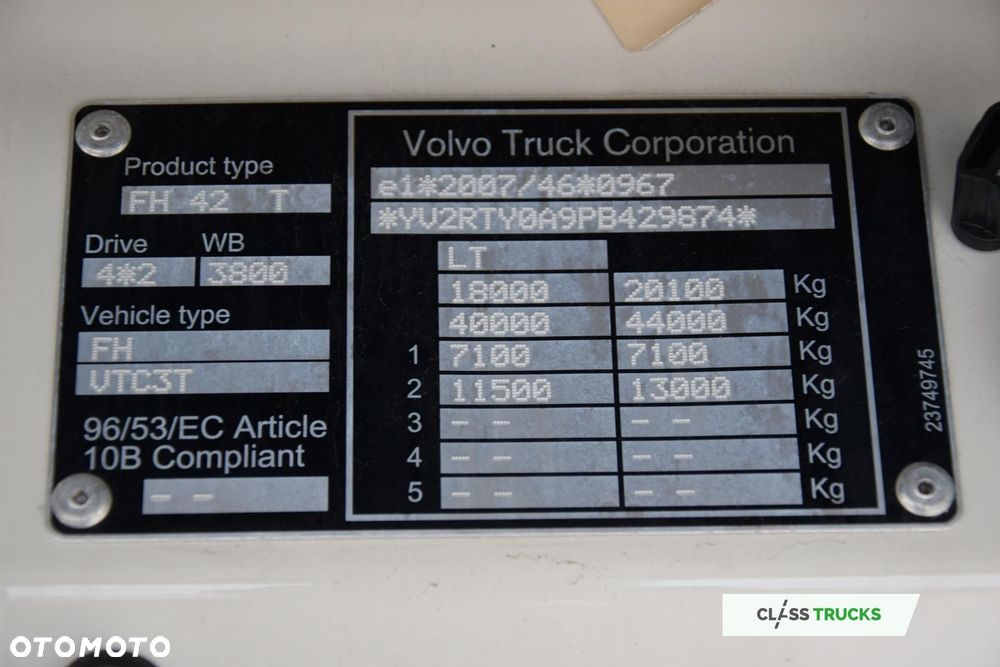 Product type
FH 42 T
Drive WB
4*2 3800
Vehicle type
FH
VTC3T
96/53/EC Article
10B Compliant
- -
Volvo Truck Corporation
e1*2007/46*0967
*YV2RTY0A9PB429874*
LT
18000 20100 Kg
40000 44000 Kg
1 7100 7100 Kg
2 11500 13000 Kg
3 - - - - Kg
4 - - - - Kg
5 - - - - Kg
23749745
CLASSTRUCKS
OTOMOTO